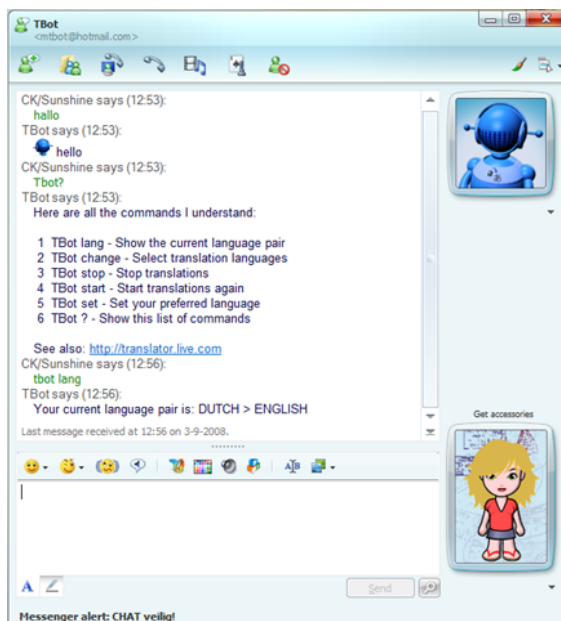 TBot
<mtbot@hotmail.com>
CK/Sunshine says (12:53):
hallo
TBot says (12:53):
hello
CK/Sunshine says (12:53):
Tbot?
TBot says (12:53):
Here are all the commands I understand:
1 TBot lang - Show the current language pair
2 TBot change - Select translation languages
3 TBot stop - Stop translations
4 TBot start - Start translations again
5 TBot set - Set your preferred language
6 TBot ? - Show this list of commands
See also: http://translator.live.com
CK/Sunshine says (12:56):
tbot lang
TBot says (12:56):
Your current language pair is: DUTCH > ENGLISH
Last message received at 12:56 on 3-9-2008.
Get accessories
A
Send
Messenger alert: CHAT veilig!